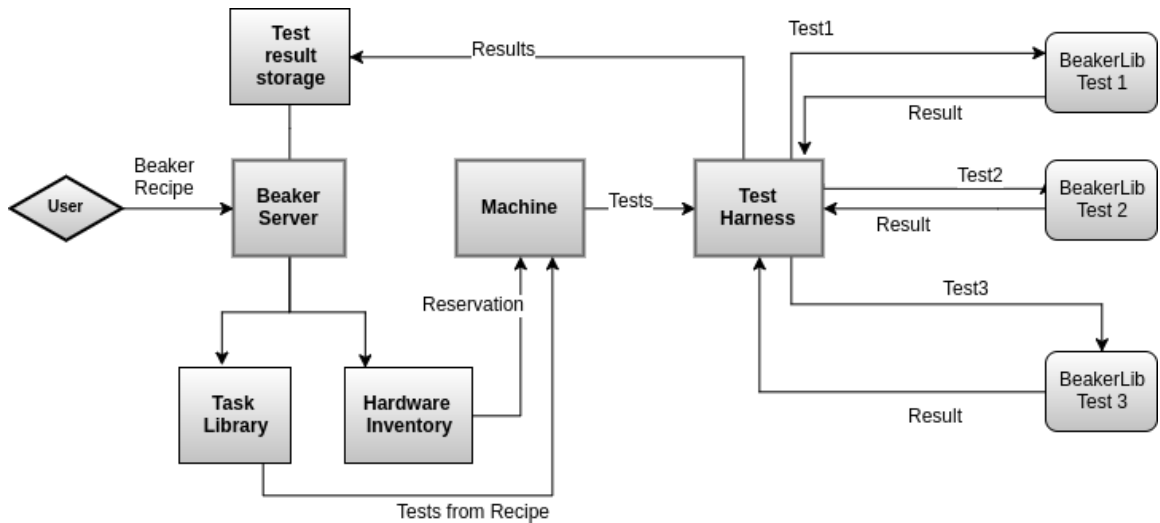 Test
result
storage
Results
Test1
BeakerLib
Test 1
Result
Beaker
Recipe
User
Beaker
Server
Machine
Tests
Test
Harness
Test2
BeakerLib
Test 2
Result
Reservation
Test3
Task
Library
Hardware
Inventory
BeakerLib
Test 3
Result
Tests from Recipe